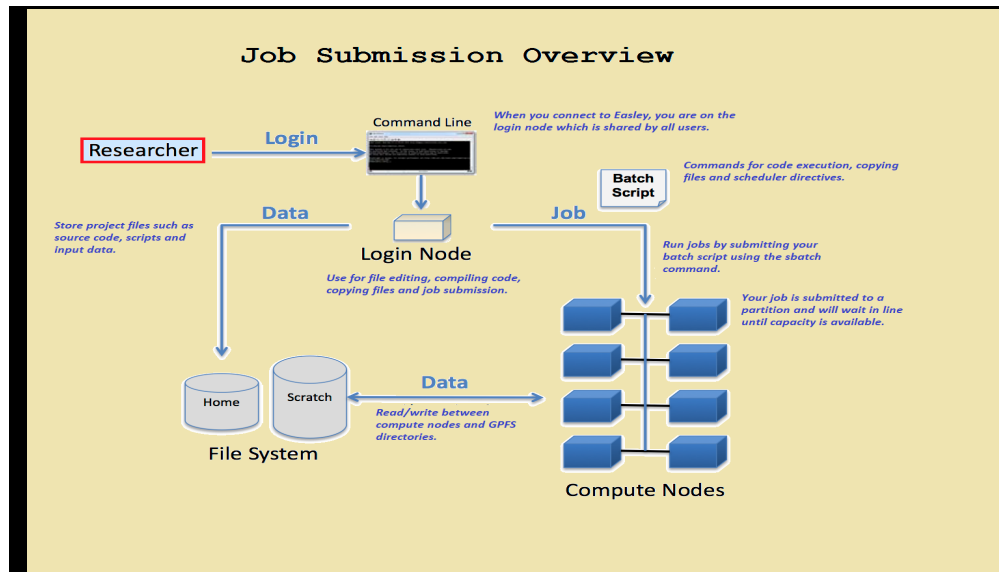 Job Submission Overview
Command Line
When you connect to Easley, you are on the
login node which is shared by all users.
Researcher
Login
Batch
Script
Commands for code execution, copying
files and scheduler directives.
Data
Job
Store project files such as
source code, scripts and
input data.
Login Node
Run jobs by submitting your
batch script using the sbatch
command.
Use for file editing, compiling code,
copying files and job submission.
Your job is submitted to a
partition and will wait in line
until capacity is available.
Home
Scratch
Data
Read/write between
compute nodes and GPFS
directories.
File System
Compute Nodes